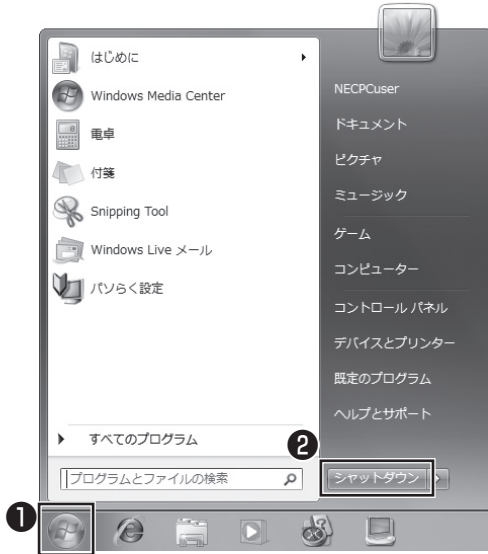 はじめに
Windows Media Center
電卓
付箋
Snipping Tool
Windows Live メール
パソらく設定
すべてのプログラム
プログラムとファイルの検索
NECPCuser
ドキュメント
ピクチャ
ミュージック
ゲーム
コンピューター
コントロール パネル
デバイスとプリンター
既定のプログラム
ヘルプとサポート
❷
シャットダウン
❶